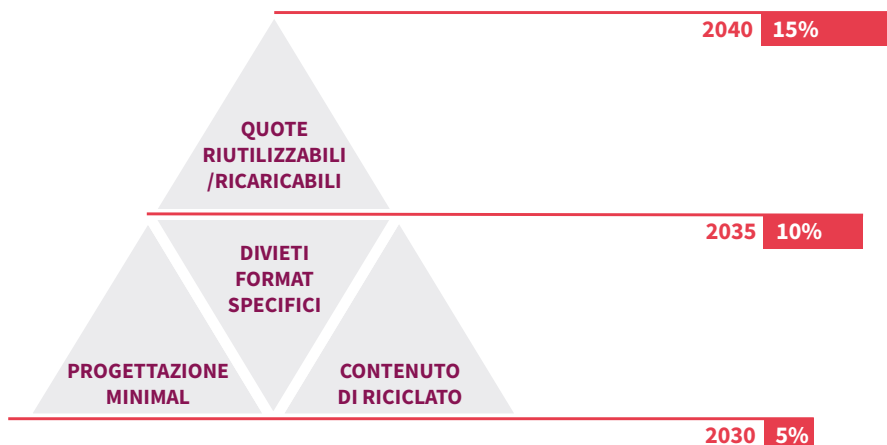 2040 15%
QUOTE
RIUTILIZZABILI
/RICARICABILI
2035 10%
DIVIETI
FORMAT
SPECIFICI
PROGETTAZIONE
MINIMAL
CONTENUTO
DI RICICLATO
2030 5%